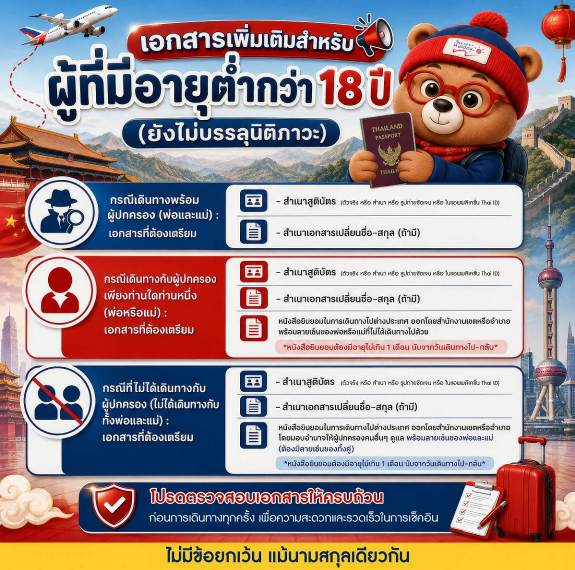 เอกสารเพิ่มเติมสำหรับ
ผู้ที่มีอายุต่ำกว่า 18 ปี
(ยังไม่บรรลุนิติภาวะ)
THAILAND
PASSPORT
กรณีเดินทางพร้อม
ผู้ปกครอง (พ่อและแม่) :
เอกสารที่ต้องเตรียม
- สำเนาสูติบัตร (ตัวจริง หรือ สำเนา หรือ รูปถ่ายชัดเจน หรือ ในแอปพลิเคชัน Thai ID)
- สำเนาเอกสารเปลี่ยนชื่อ-สกุล (ถ้ามี)
กรณีเดินทางกับผู้ปกครอง
เพียงท่านใดท่านหนึ่ง
(พ่อหรือแม่) :
เอกสารที่ต้องเตรียม
- สำเนาสูติบัตร (ตัวจริง หรือ สำเนา หรือ รูปถ่ายชัดเจน หรือ ในแอปพลิเคชัน Thai ID)
- สำเนาเอกสารเปลี่ยนชื่อ-สกุล (ถ้ามี)
หนังสือยินยอมในการเดินทางไปต่างประเทศ ออกโดยสำนักงานเขตหรืออำเภอ
พร้อมลายเซ็นของพ่อหรือแม่ที่ไม่ได้เดินทางไปด้วย
*หนังสือยินยอมต้องมีอายุไม่เกิน 1 เดือน นับจากวันเดินทางไป-กลับ*
กรณีที่ไม่ได้เดินทางกับ
ผู้ปกครอง (ไม่ได้เดินทางกับ
ทั้งพ่อและแม่) :
เอกสารที่ต้องเตรียม
- สำเนาสูติบัตร (ตัวจริง หรือ สำเนา หรือ รูปถ่ายชัดเจน หรือ ในแอปพลิเคชัน Thai ID)
- สำเนาเอกสารเปลี่ยนชื่อ-สกุล (ถ้ามี)
หนังสือยินยอมในการเดินทางไปต่างประเทศ ออกโดยสำนักงานเขตหรืออำเภอ
โดยมอบอำนาจให้ผู้ปกครองคนอื่นๆ ดูแล พร้อมลายเซ็นของพ่อและแม่
(ต้องมีลายเซ็นของทั้งคู่)
*หนังสือยินยอมต้องมีอายุไม่เกิน 1 เดือน นับจากวันเดินทางไป-กลับ*
โปรดตรวจสอบเอกสารให้ครบถ้วน
ก่อนการเดินทางทุกครั้ง เพื่อความสะดวกและรวดเร็วในการเช็คอิน
ไม่มีข้อยกเว้น แม้นามสกุลเดียวกัน